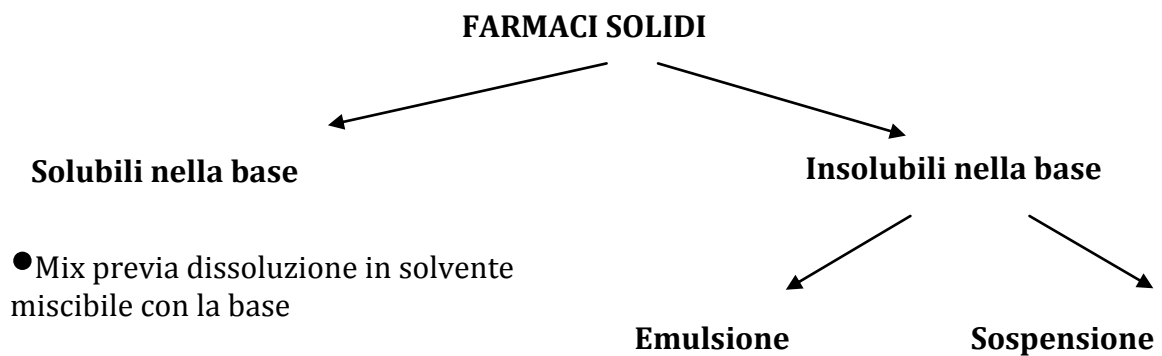 FARMACI SOLIDI
Solubili nella base
Insolubili nella base
●Mix previa dissoluzione in solvente
miscibile con la base
Emulsione
Sospensione